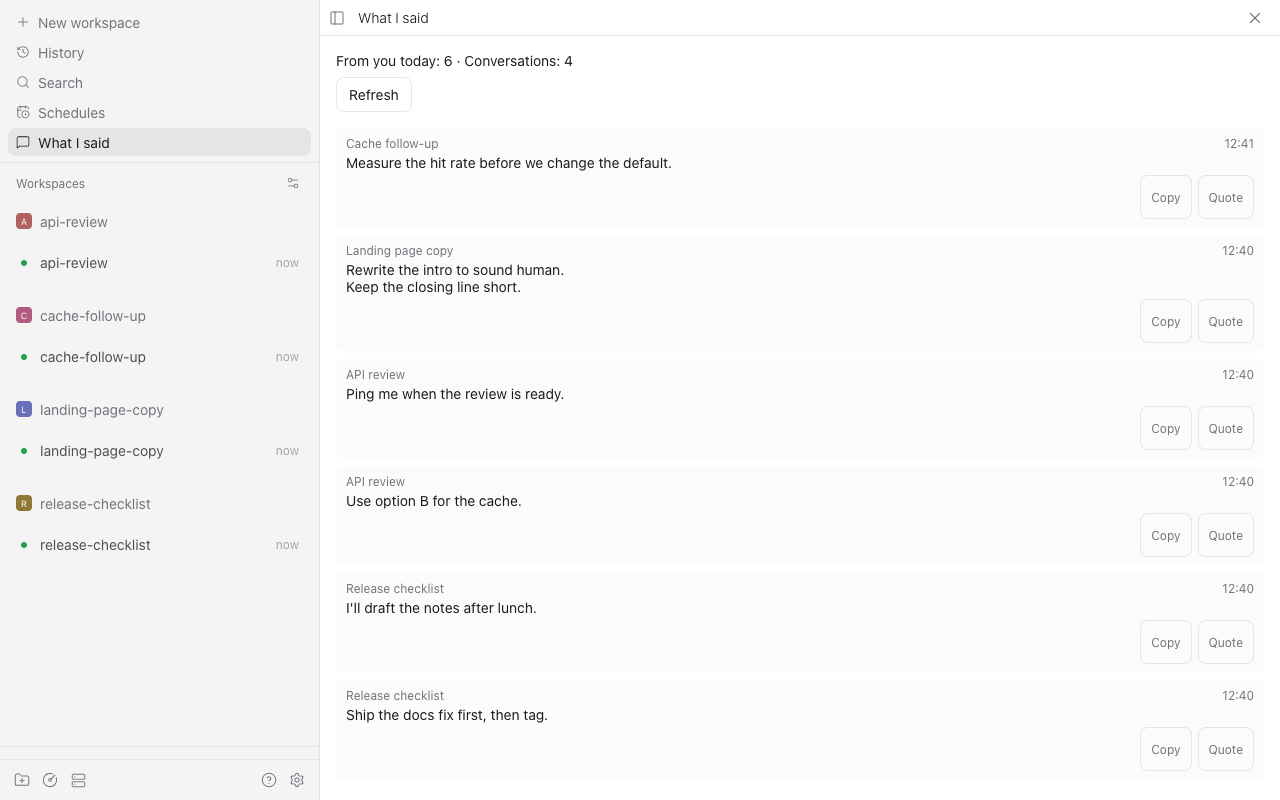 New workspace
History
Search
Schedules
What I said
Workspaces
A api-review
api-review now
C cache-follow-up
cache-follow-up now
L landing-page-copy
landing-page-copy now
R release-checklist
release-checklist now
What I said
From you today: 6 · Conversations: 4
Refresh
Cache follow-up 12:41
Measure the hit rate before we change the default.
Copy Quote
Landing page copy 12:40
Rewrite the intro to sound human.
Keep the closing line short.
Copy Quote
API review 12:40
Ping me when the review is ready.
Copy Quote
API review 12:40
Use option B for the cache.
Copy Quote
Release checklist 12:40
I'll draft the notes after lunch.
Copy Quote
Release checklist 12:40
Ship the docs fix first, then tag.
Copy Quote